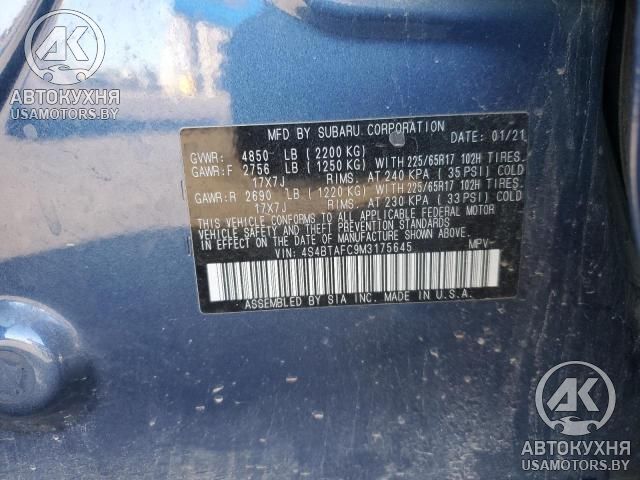 АК
АВТОКУХНЯ
USAMOTORS.BY
MFD BY SUBARU CORPORATION
DATE: 01/21
GVWR: 4850 LB (2200 KG)
GAWR:F 2756 LB (1250 KG) WITH 225/65R17 102H TIRES.
17X7J RIMS. AT 240 KPA ( 35 PSI) COLD
GAWR:R 2690 LB (1220 KG) WITH 225/65R17 102H TIRES.
17X7J RIMS. AT 230 KPA ( 33 PSI) COLD
THIS VEHICLE CONFORMS TO ALL APPLICABLE FEDERAL MOTOR
VEHICLE SAFETY AND THEFT PREVENTION STANDARDS
IN EFFECT ON THE DATE OF MANUFACTURE SHOWN ABOVE.
VIN: 4S4BTAFC9M3175645 MPV
ASSEMBLED BY SIA INC. MADE IN U.S.A.
АК
АВТОКУХНЯ
USAMOTORS.BY